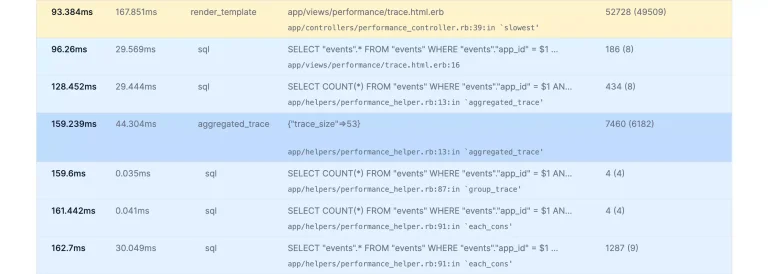 93.384ms 167.851ms render_template app/views/performance/trace.html.erb 52728 (49509)
app/controllers/performance_controller.rb:39:in `slowest'
96.26ms 29.569ms sql SELECT "events".* FROM "events" WHERE "events"."app_id" = $1 ... 186 (8)
app/views/performance/trace.html.erb:16
128.452ms 29.444ms sql SELECT COUNT(*) FROM "events" WHERE "events"."app_id" = $1 AN... 434 (8)
app/helpers/performance_helper.rb:13:in `aggregated_trace'
159.239ms 44.304ms aggregated_trace {"trace_size"=>53} 7460 (6182)
app/helpers/performance_helper.rb:13:in `aggregated_trace'
159.6ms 0.035ms sql SELECT COUNT(*) FROM "events" WHERE "events"."app_id" = $1 AN... 4 (4)
app/helpers/performance_helper.rb:87:in `group_trace'
161.442ms 0.041ms sql SELECT COUNT(*) FROM "events" WHERE "events"."app_id" = $1 AN... 4 (4)
app/helpers/performance_helper.rb:91:in `each_cons'
162.7ms 30.049ms sql SELECT "events".* FROM "events" WHERE "events"."app_id" = $1 ... 1287 (9)
app/helpers/performance_helper.rb:91:in `each_cons'